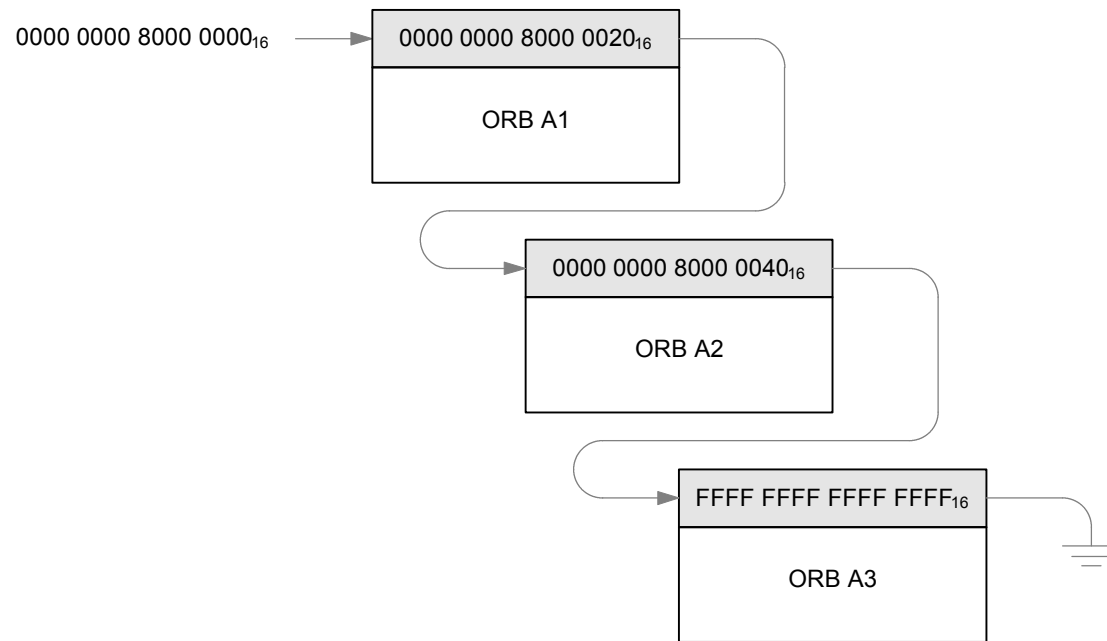 0000 0000 8000 0000₁₆
0000 0000 8000 0020₁₆
ORB A1
0000 0000 8000 0040₁₆
ORB A2
FFFF FFFF FFFF FFFF₁₆
ORB A3